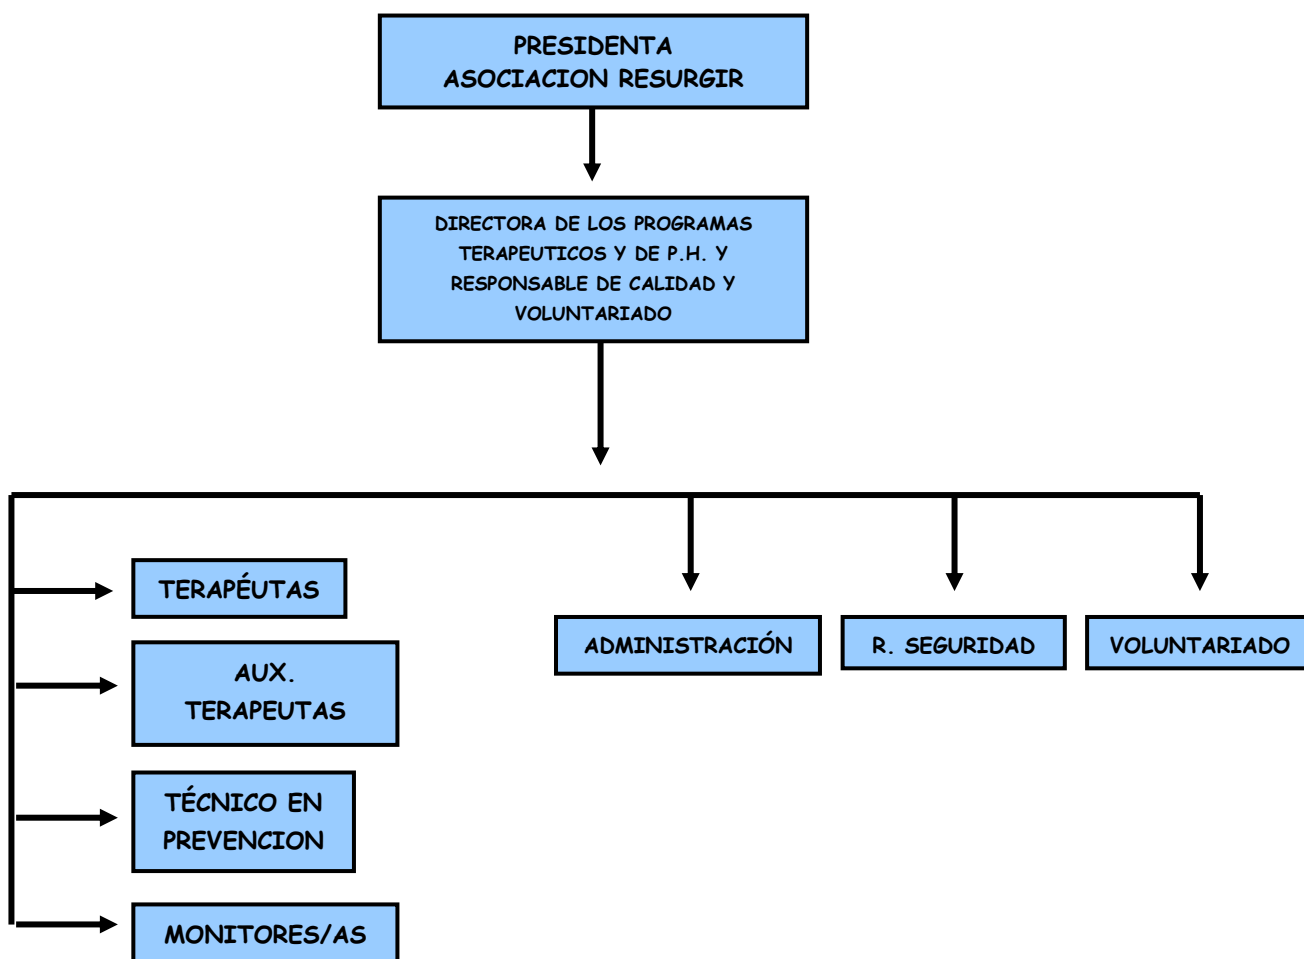 PRESIDENTA
ASOCIACION RESURGIR
DIRECTORA DE LOS PROGRAMAS
TERAPEUTICOS Y DE P.H. Y
RESPONSABLE DE CALIDAD Y
VOLUNTARIADO
TERAPÉUTAS
AUX.
TERAPEUTAS
TÉCNICO EN
PREVENCION
MONITORES/AS
ADMINISTRACIÓN
R. SEGURIDAD
VOLUNTARIADO